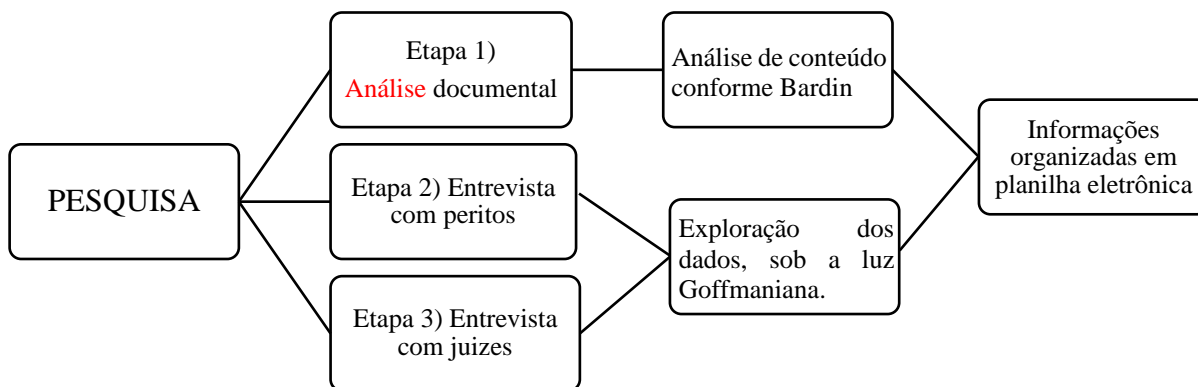 PESQUISA
Etapa 1)
Análise documental
Etapa 2) Entrevista
com peritos
Etapa 3) Entrevista
com juizes
Análise de conteúdo
conforme Bardin
Exploração dos
dados, sob a luz
Goffmaniana.
Informações
organizadas em
planilha eletrônica